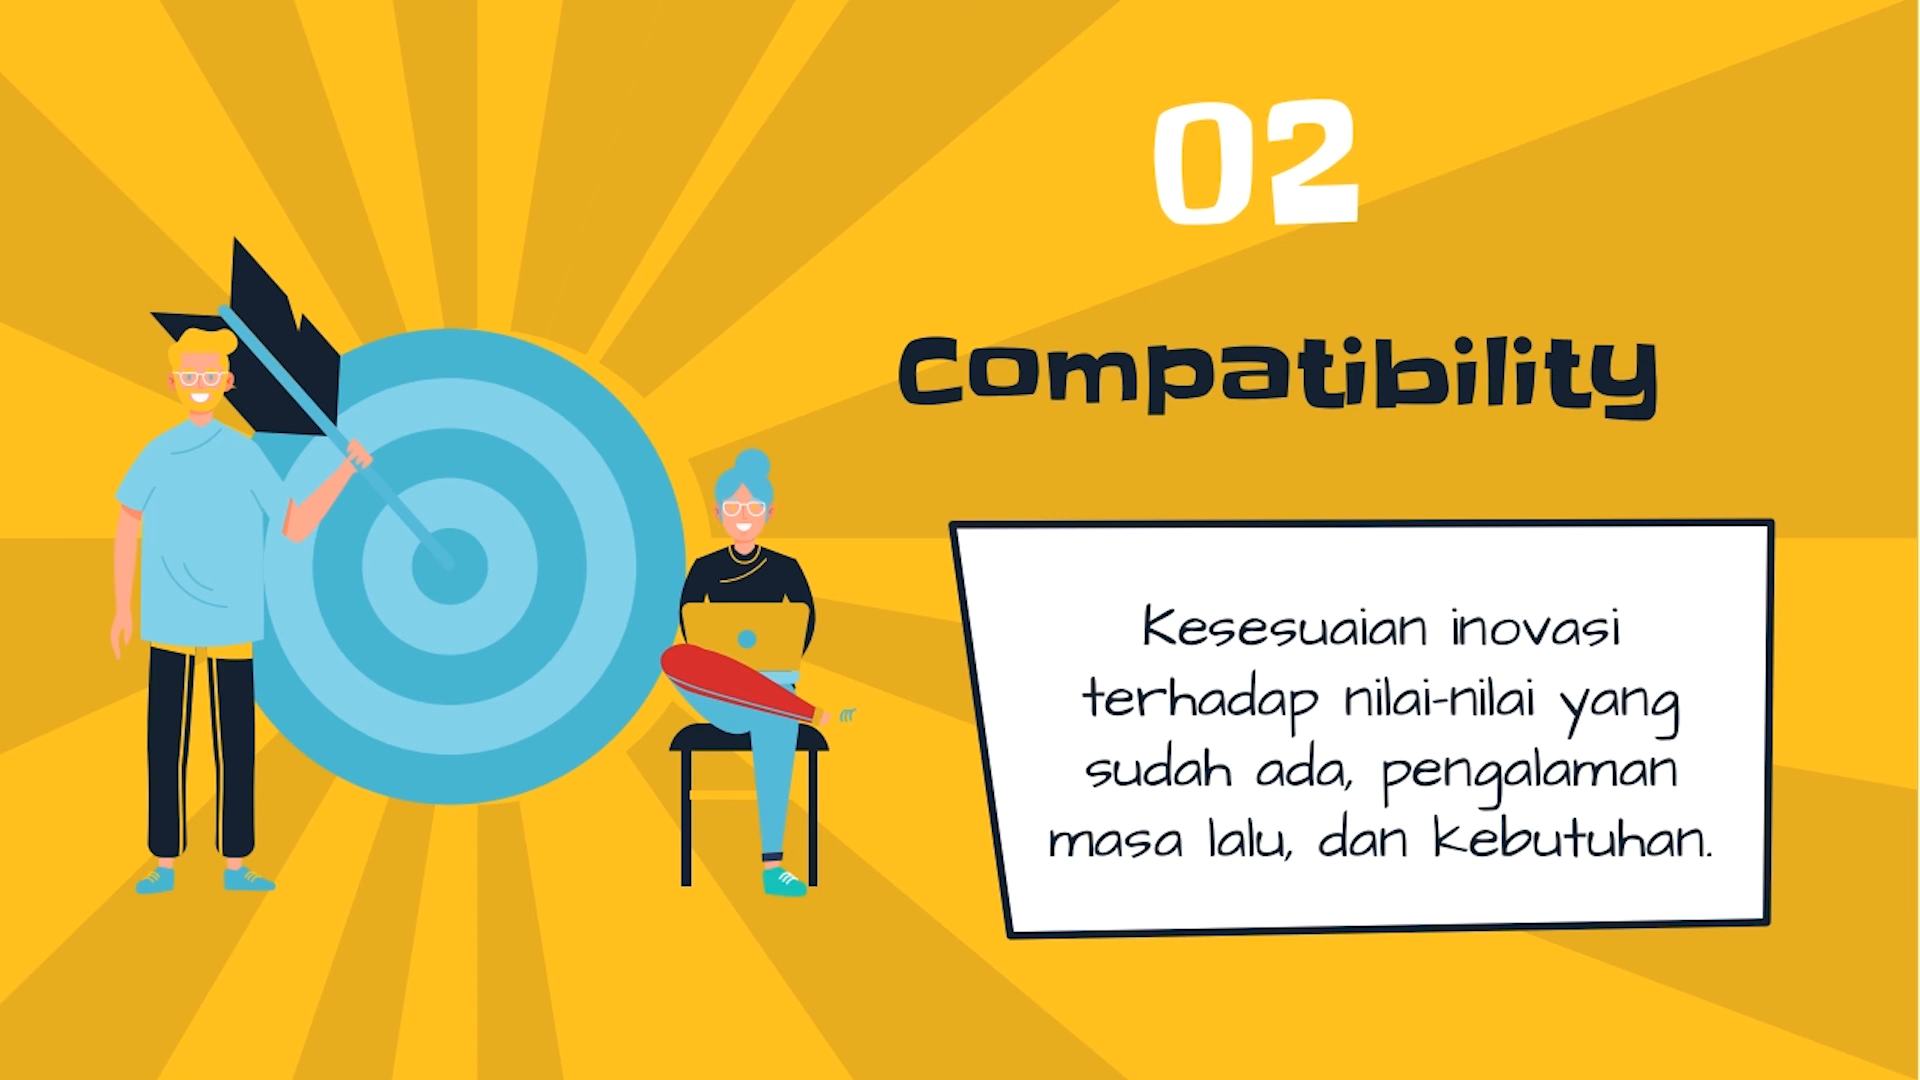 02
Compatibility
Kesesuaian inovasi
terhadap nilai-nilai yang
sudah ada, pengalaman
masa lalu, dan kebutuhan.